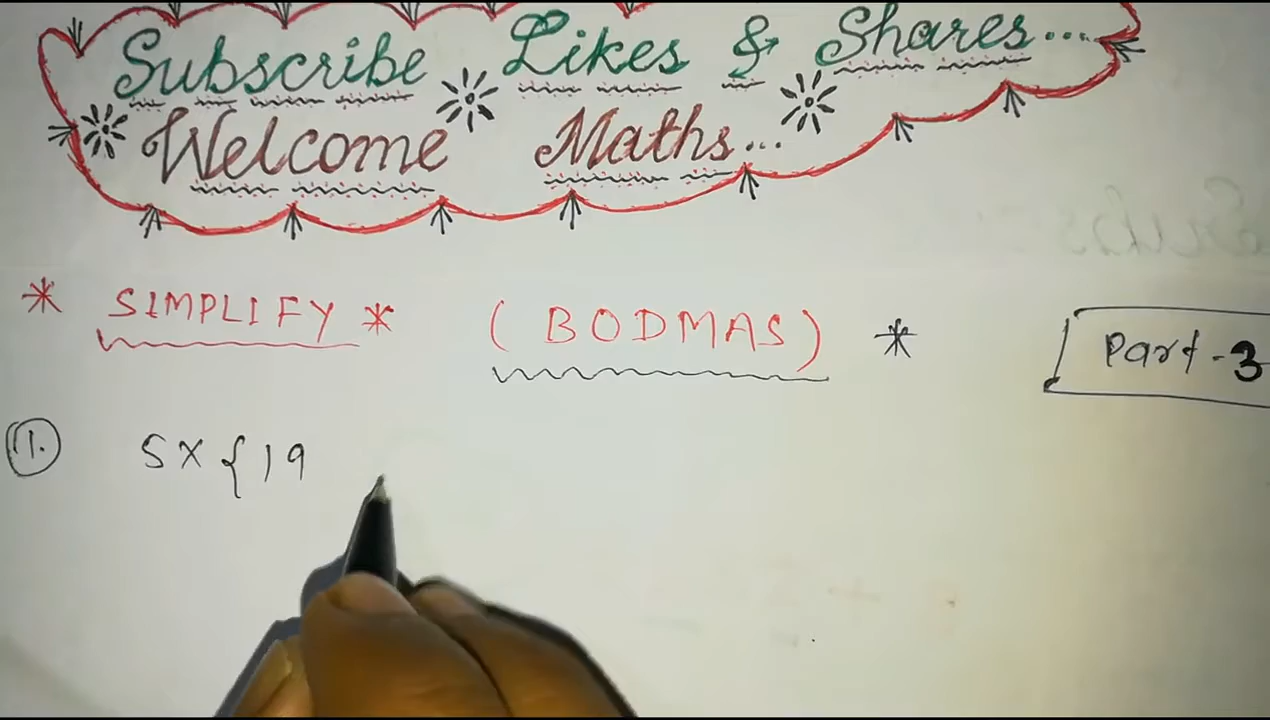 Subscribe Likes & Shares...
Welcome Maths...
* SIMPLIFY * (BODMAS) *
Part-3
1. 5×{19